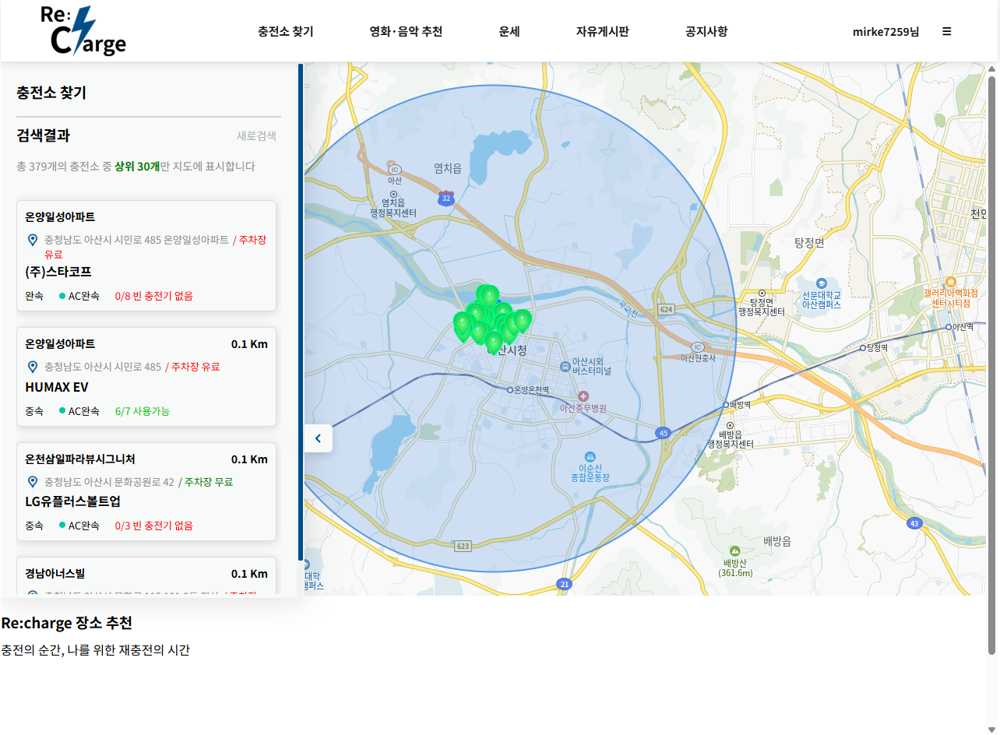 Re:
Charge
충전소 찾기
영화·음악 추천
운세
자유게시판
공지사항
mirke7259님
충전소 찾기
검색결과
새로검색
총 379개의 충전소 중 상위 30개만 지도에 표시합니다
온양일성아파트
충청남도 아산시 시민로 485 온양일성아파트 / 주차장
유료
(주)스타코프
완속 AC완속 0/8 빈 충전기 없음
온양일성아파트 0.1 Km
충청남도 아산시 시민로 485 / 주차장 유료
HUMAX EV
중속 AC완속 6/7 사용가능
온천삼일파라뷰시그니처 0.1 Km
충청남도 아산시 문화공원로 42 / 주차장 무료
LG유플러스볼트업
중속 AC완속 0/3 빈 충전기 없음
경남아너스빌 0.1 Km
염치읍
IC
아산
염치읍
행정복지센터
32
탕정면
천안
선문대학교
아산캠퍼스
탕정면
행정복지센터
갤러리아백화점
센터시티점
곡교천
624
아산역
IC
아산현충사
탕정역
아산시청
아산시외
버스터미널
온양온천역
아산충무병원
배방역
45
배방읍
행정복지센터
이순신
종합운동장
43
배방읍
623
배방산
(361.6m)
대학
캠퍼스
21
Re:charge 장소 추천
충전의 순간, 나를 위한 재충전의 시간